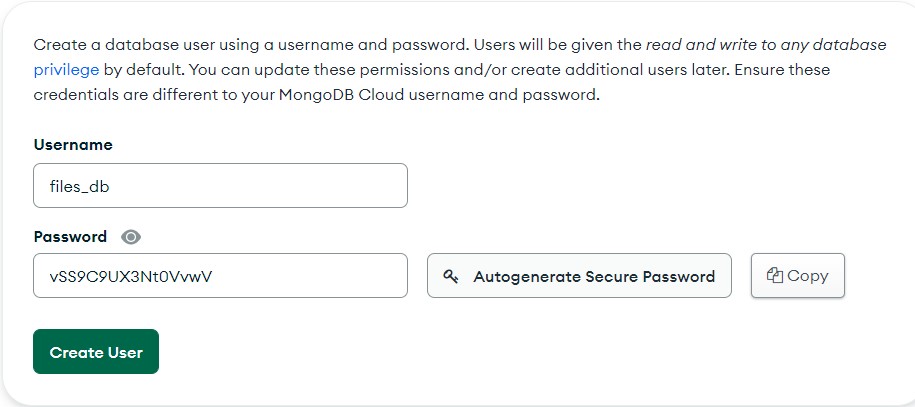 Create a database user using a username and password. Users will be given the read and write to any database
privilege by default. You can update these permissions and/or create additional users later. Ensure these
credentials are different to your MongoDB Cloud username and password.
Username
files_db
Password
vSS9C9UX3Nt0VvwV
Autogenerate Secure Password
Copy
Create User